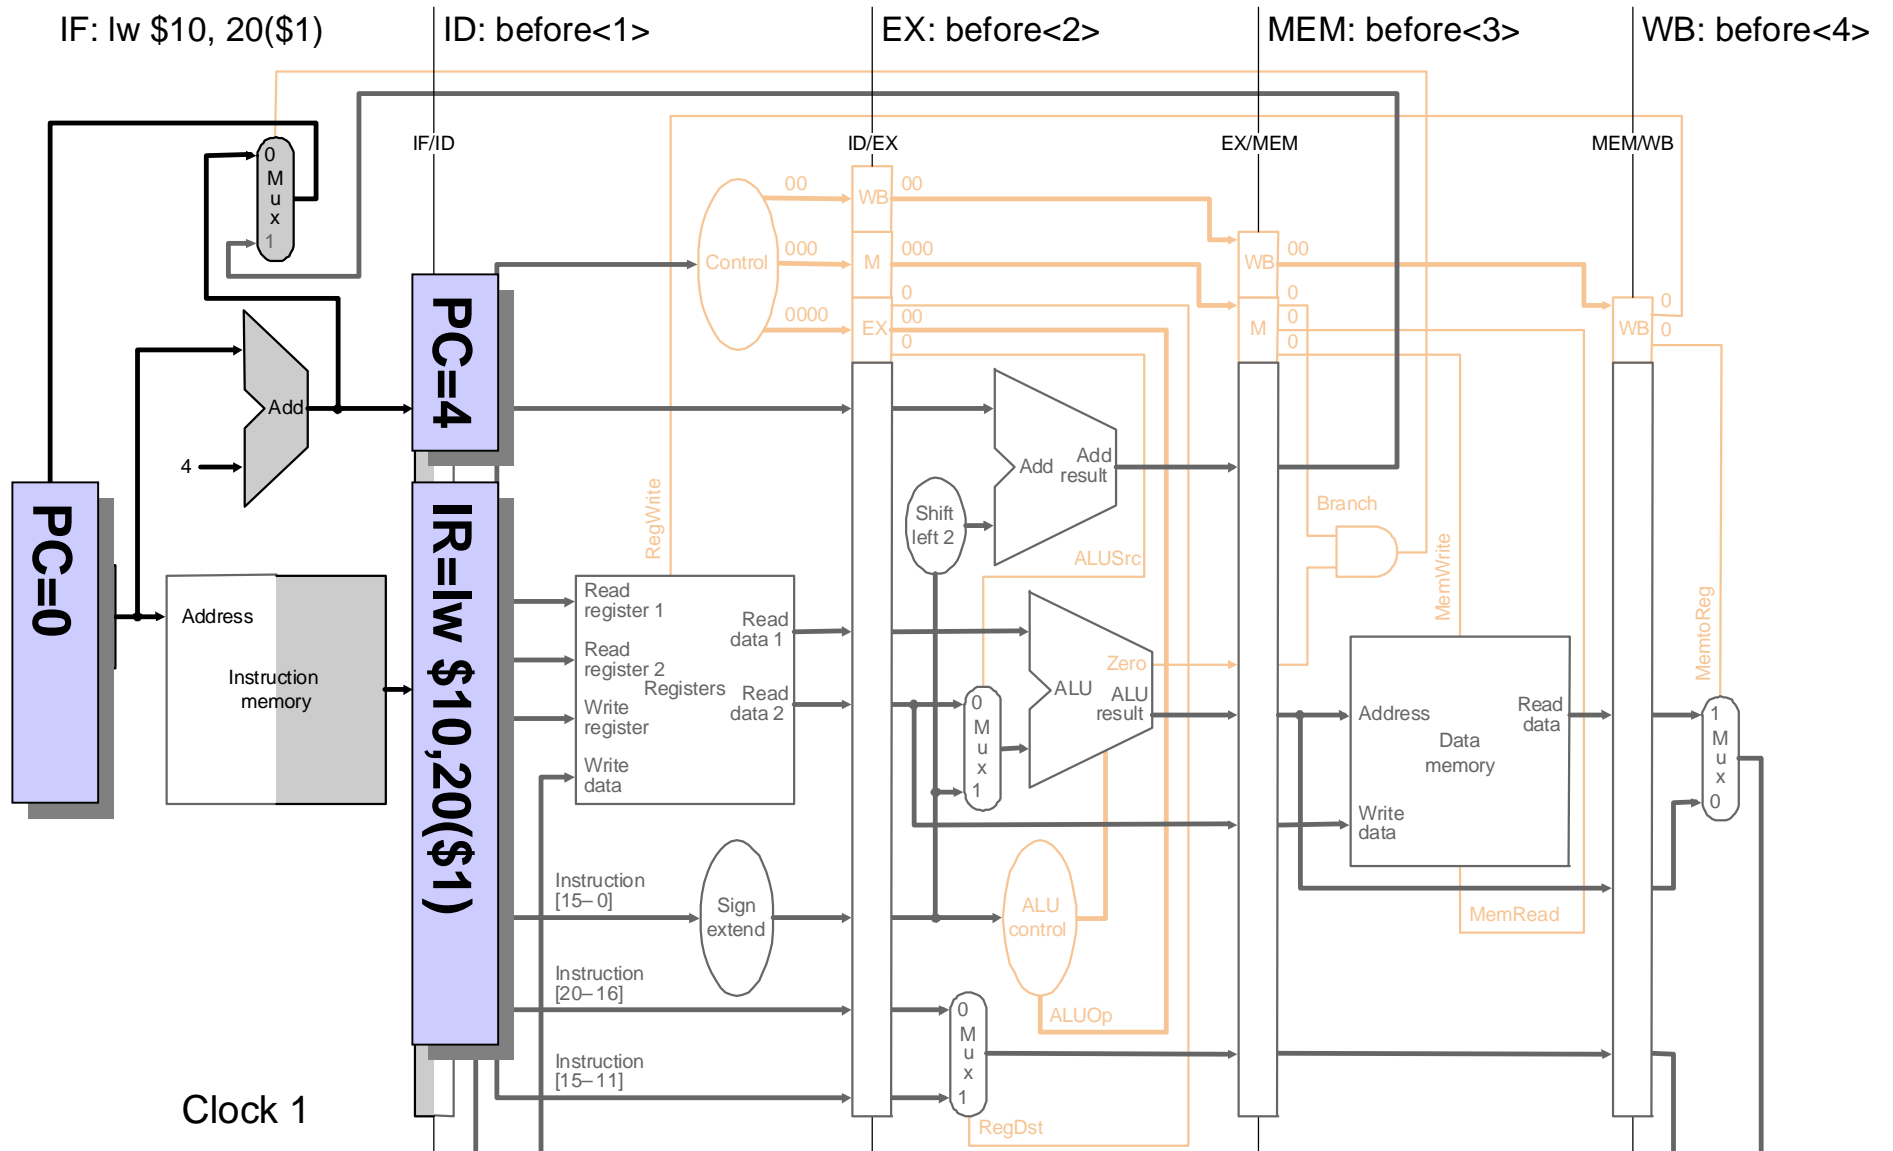 IF: lw $10, 20($1)
ID: before<1>
EX: before<2>
MEM: before<3>
WB: before<4>
IF/ID
ID/EX
EX/MEM
MEM/WB
0
M
u
x
1
Control
00
000
0000
WB
M
EX
00
000
0
00
0
WB
M
00
0
0
0
WB
0
0
PC=4
Add
4
PC=0
IR=lw $10,20($1)
Address
Instruction
memory
RegWrite
Read
register 1
Read
register 2
Write
register
Write
data
Registers
Read
data 1
Read
data 2
Shift
left 2
Add
Add
result
ALUSrc
Branch
MemWrite
MemtoReg
Zero
ALU
ALU
result
0
M
u
x
1
Address
Write
data
Data
memory
Read
data
1
M
u
x
0
MemRead
Instruction
[15–0]
Sign
extend
ALU
control
ALUOp
Instruction
[20–16]
Instruction
[15–11]
0
M
u
x
1
RegDst
Clock 1